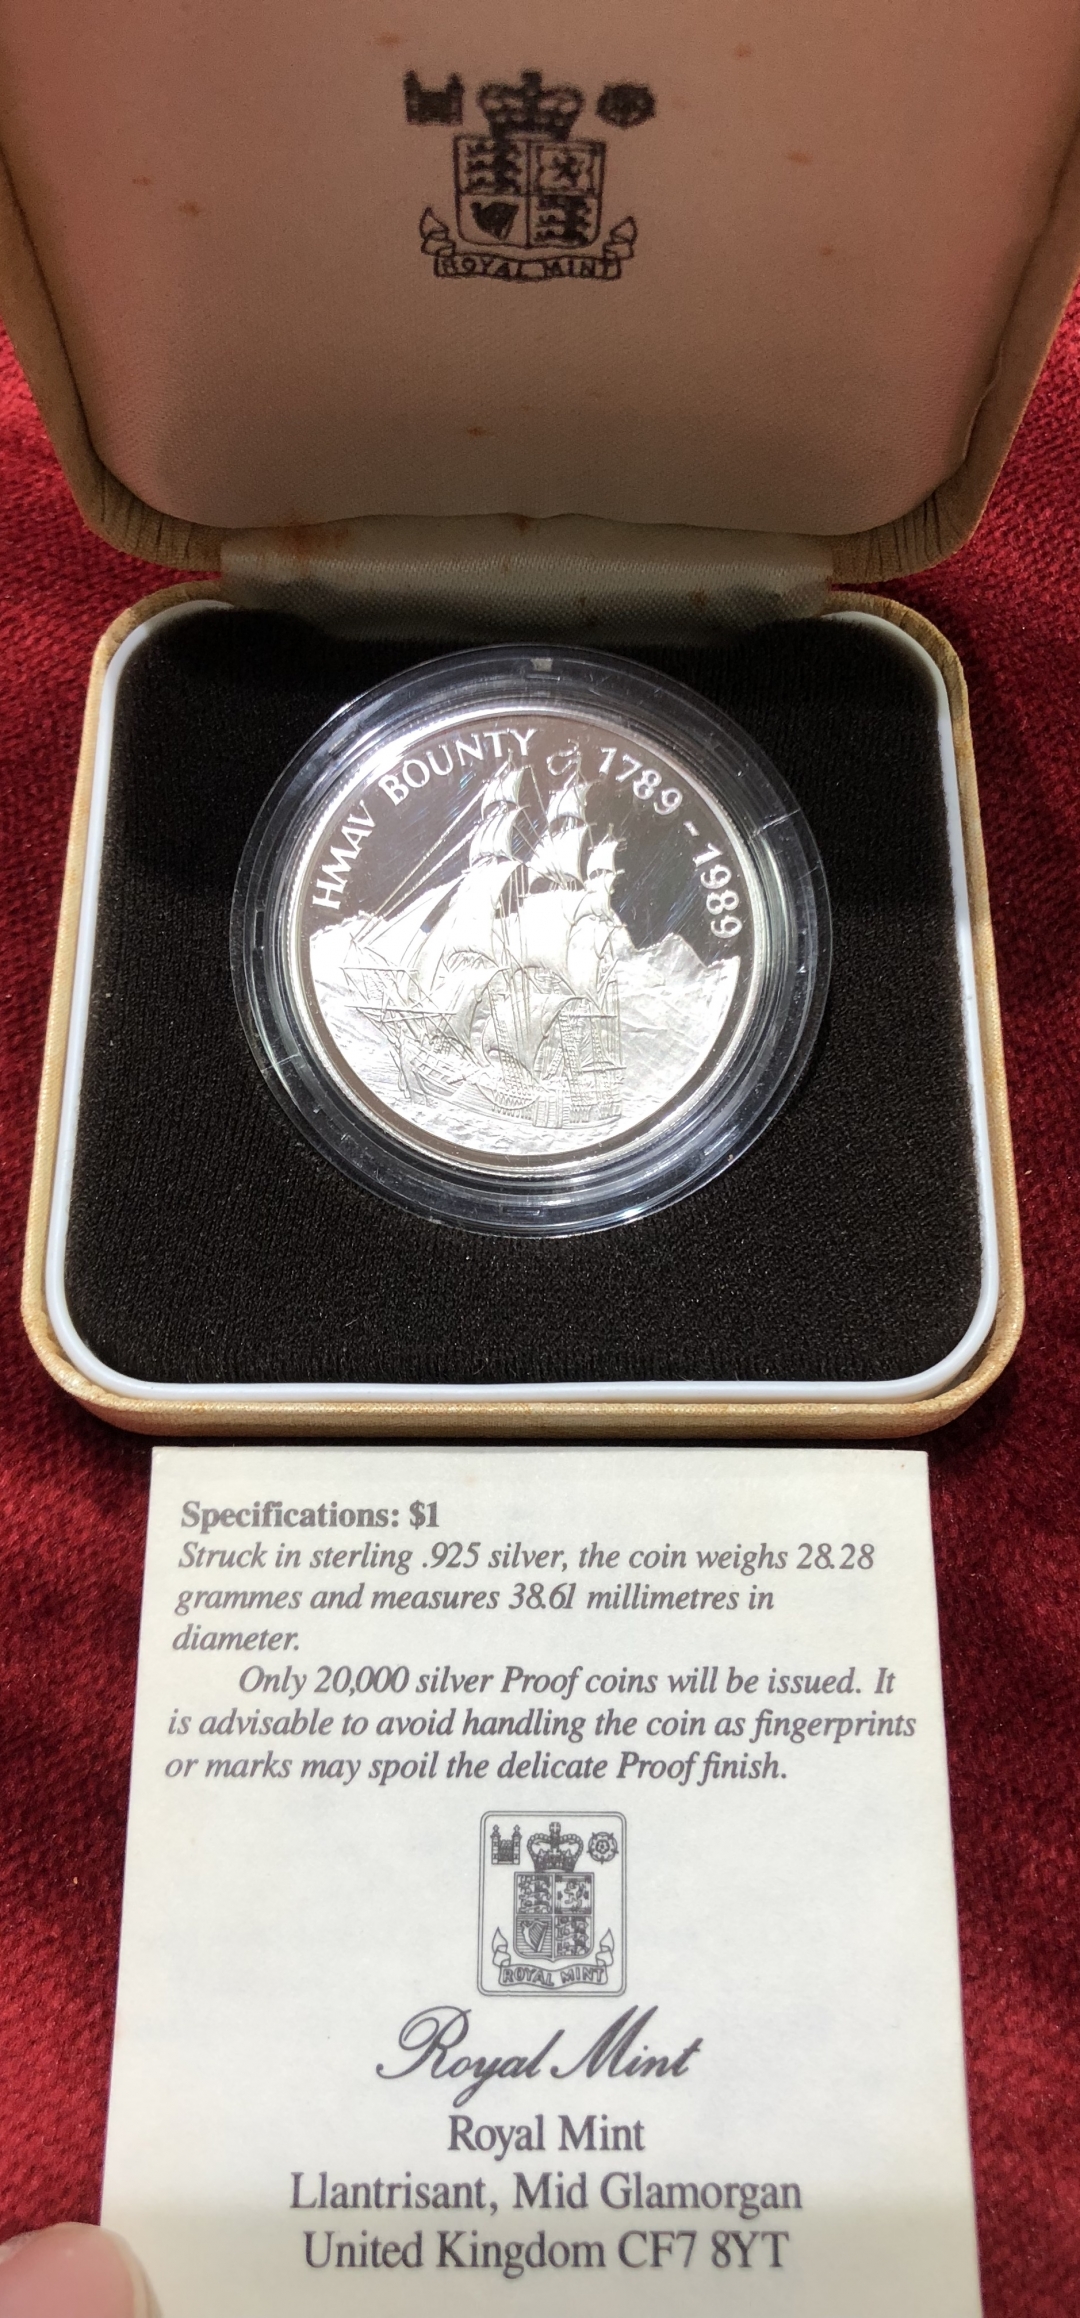 ROYAL MINT
HMAV BOUNTY 1789 - 1989
Specifications: $1
Struck in sterling .925 silver, the coin weighs 28.28
grammes and measures 38.61 millimetres in
diameter.
Only 20,000 silver Proof coins will be issued. It
is advisable to avoid handling the coin as fingerprints
or marks may spoil the delicate Proof finish.
ROYAL MINT
Royal Mint
Royal Mint
Llantrisant, Mid Glamorgan
United Kingdom CF7 8YT